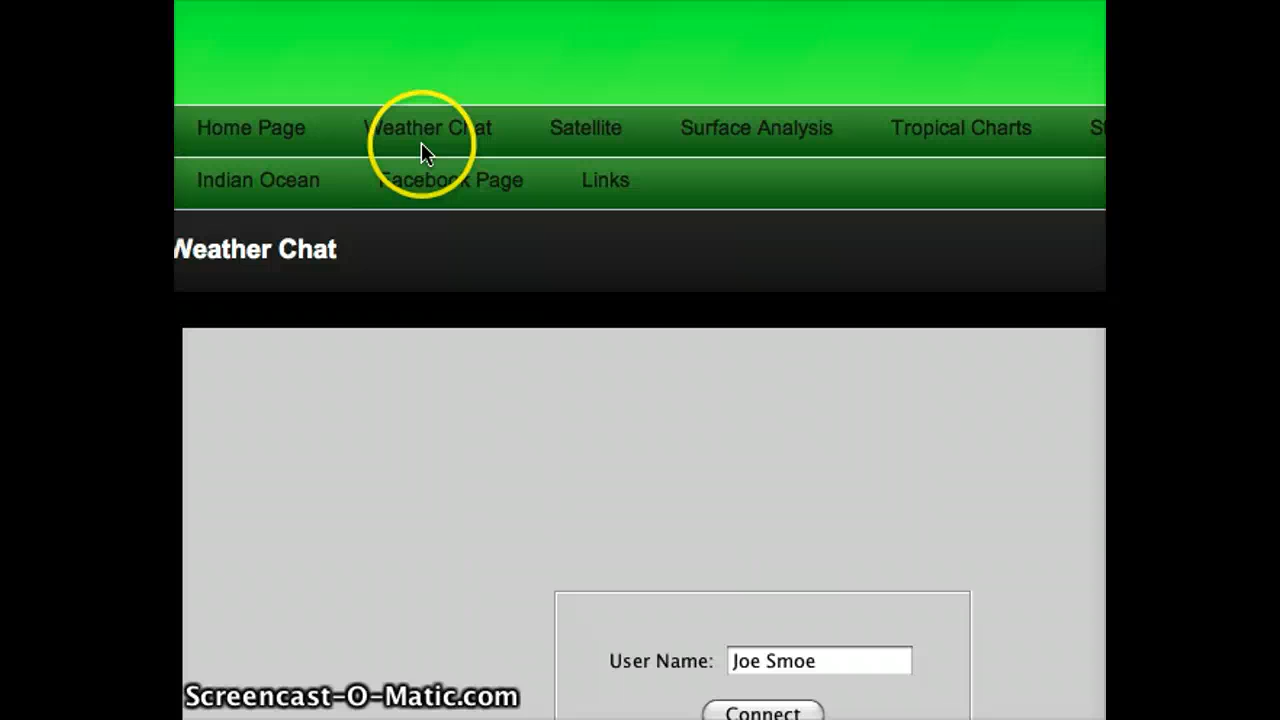 Home Page Weather Chat Satellite Surface Analysis Tropical Charts
Indian Ocean Facebook Page Links
Weather Chat
User Name: Joe Smoe
Connect
Screencast-O-Matic.com